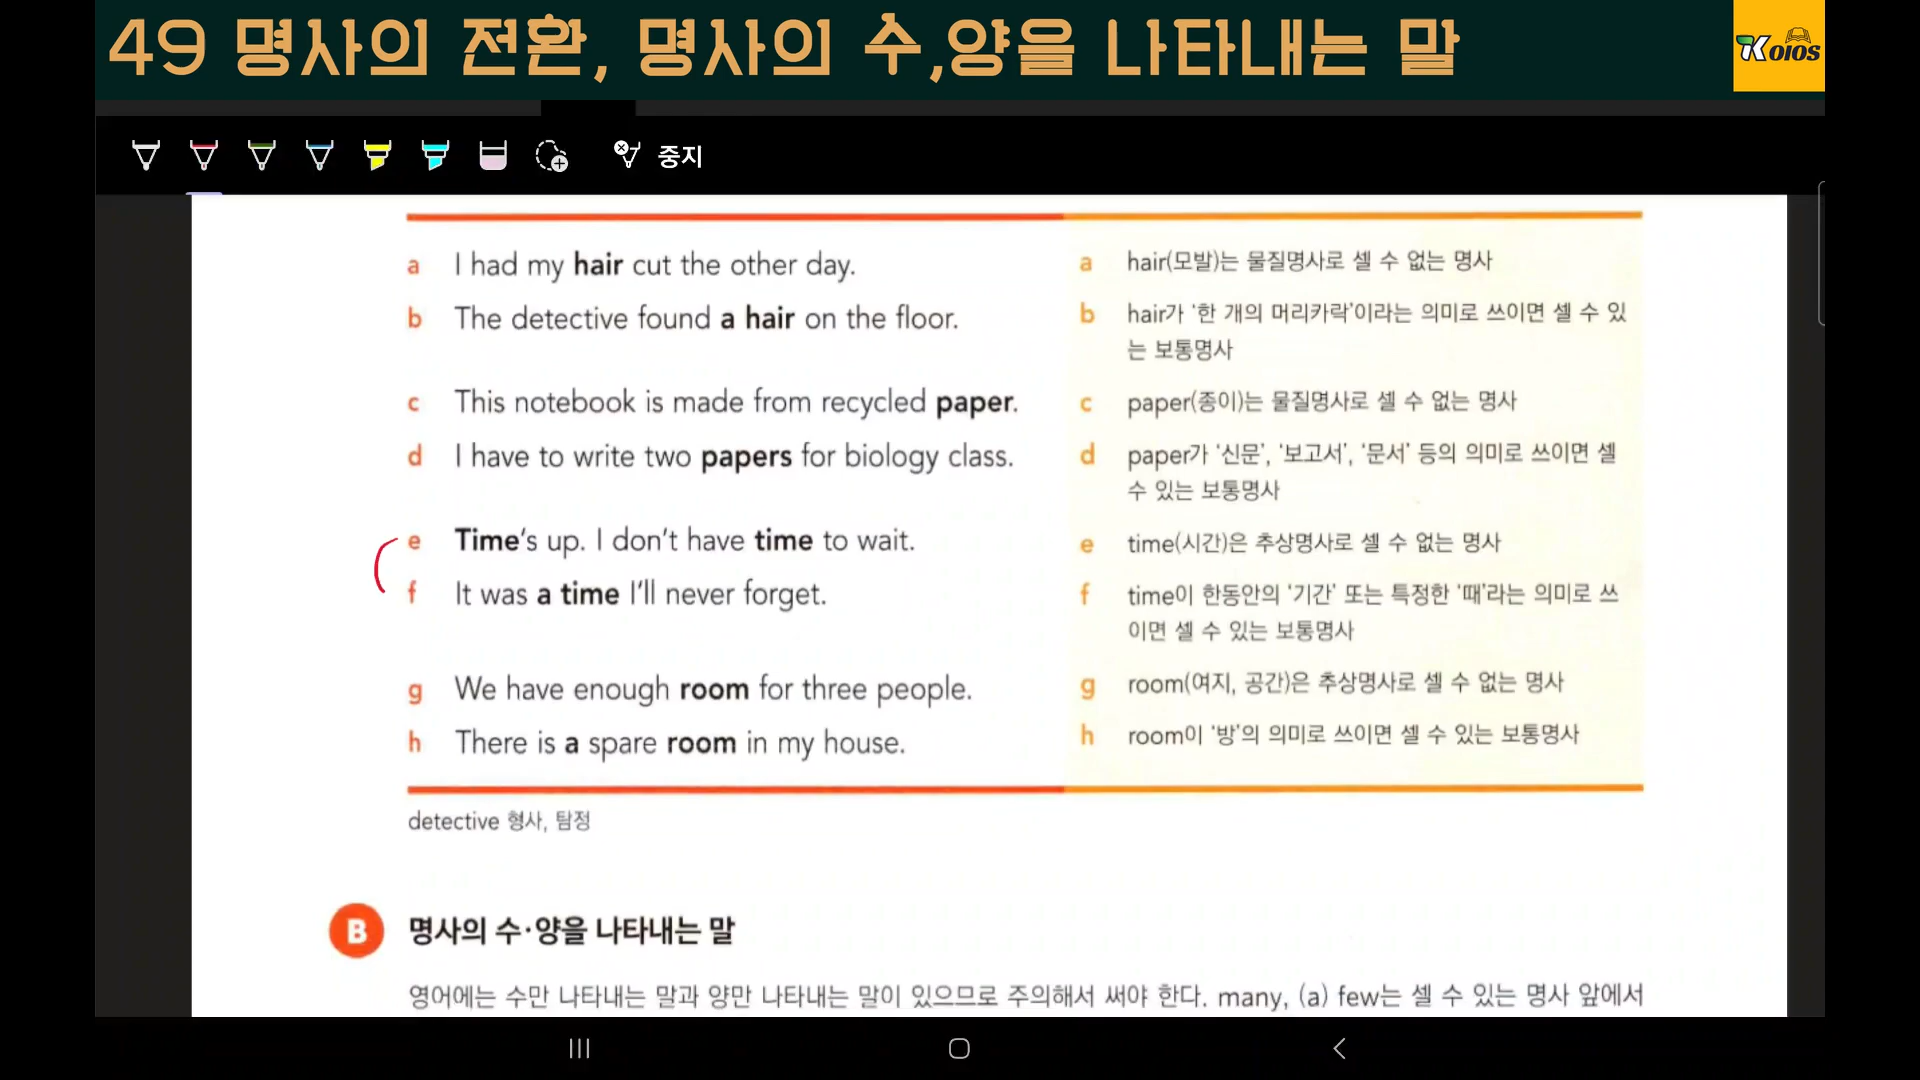 49 명사의 전환, 명사의 수,양을 나타내는 말
Koios
중지
a I had my hair cut the other day.
a hair(모발)는 물질명사로 셀 수 없는 명사
b The detective found a hair on the floor.
b hair가 ‘한 개의 머리카락’이라는 의미로 쓰이면 셀 수 있
는 보통명사
c This notebook is made from recycled paper.
c paper(종이)는 물질명사로 셀 수 없는 명사
d I have to write two papers for biology class.
d paper가 ‘신문’, ‘보고서’, ‘문서’ 등의 의미로 쓰이면 셀
수 있는 보통명사
e Time’s up. I don’t have time to wait.
e time(시간)은 추상명사로 셀 수 없는 명사
f It was a time I’ll never forget.
f time이 한동안의 ‘기간’ 또는 특정한 ‘때’라는 의미로 쓰
이면 셀 수 있는 보통명사
g We have enough room for three people.
g room(여지, 공간)은 추상명사로 셀 수 없는 명사
h There is a spare room in my house.
h room이 ‘방’의 의미로 쓰이면 셀 수 있는 보통명사
detective 형사, 탐정
B 명사의 수·양을 나타내는 말
영어에는 수만 나타내는 말과 양만 나타내는 말이 있으므로 주의해서 써야 한다. many, (a) few는 셀 수 있는 명사 앞에서